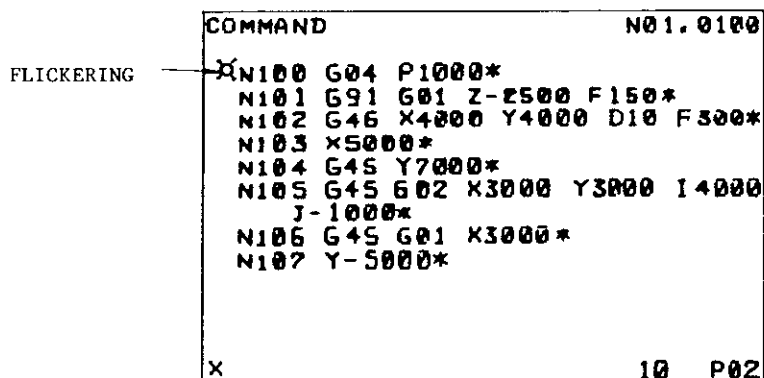 COMMAND N01.0100
FLICKERING
N100 G04 P1000*
N101 G91 G01 Z-2500 F150*
N102 G46 X4000 Y4000 D10 F300*
N103 X5000*
N104 G45 Y7000*
N105 G45 G02 X3000 Y3000 I4000
J-1000*
N106 G45 G01 X3000*
N107 Y-5000*
X 10 P02